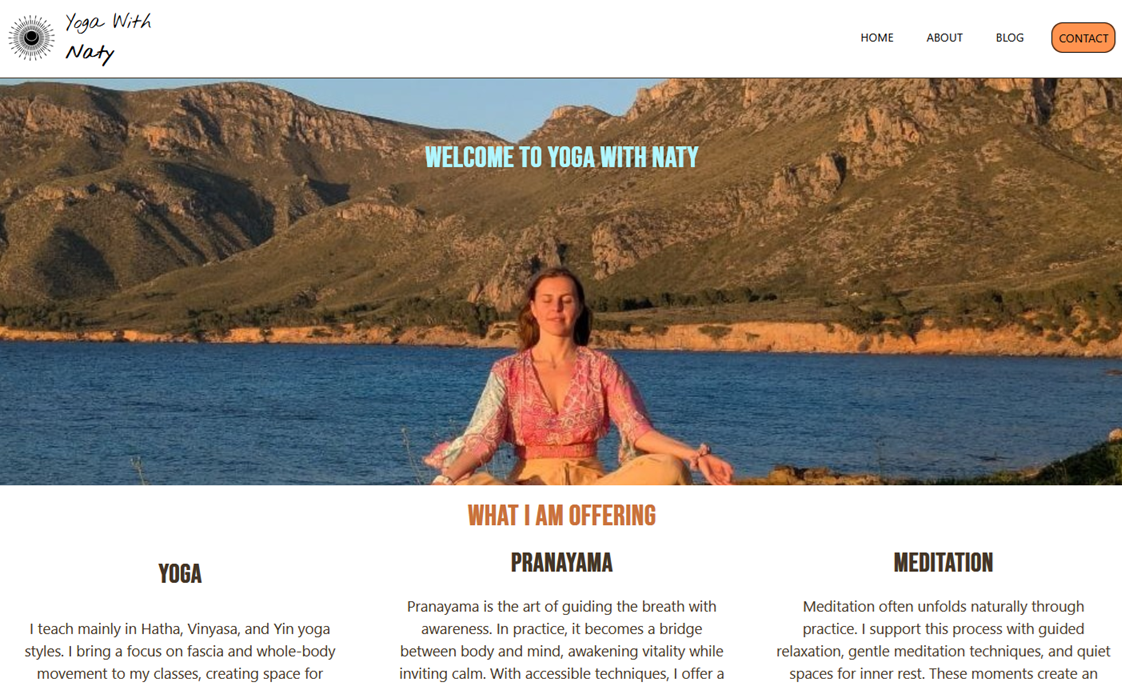 Yoga With
Naty
HOME ABOUT BLOG CONTACT
WELCOME TO YOGA WITH NATY
WHAT I AM OFFERING
YOGA
I teach mainly in Hatha, Vinyasa, and Yin yoga
styles. I bring a focus on fascia and whole-body
movement to my classes, creating space for
PRANAYAMA
Pranayama is the art of guiding the breath with
awareness. In practice, it becomes a bridge
between body and mind, awakening vitality while
inviting calm. With accessible techniques, I offer a
MEDITATION
Meditation often unfolds naturally through
practice. I support this process with guided
relaxation, gentle meditation techniques, and quiet
spaces for inner rest. These moments create an